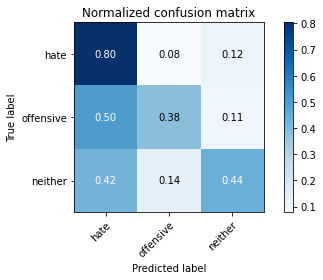 Normalized confusion matrix
0.8
hate 0.80 0.08 0.12
0.7
0.6
offensive 0.50 0.38 0.11
0.5
0.4
neither 0.42 0.14 0.44
0.3
0.2
0.1
hate offensive neither
True label
Predicted label